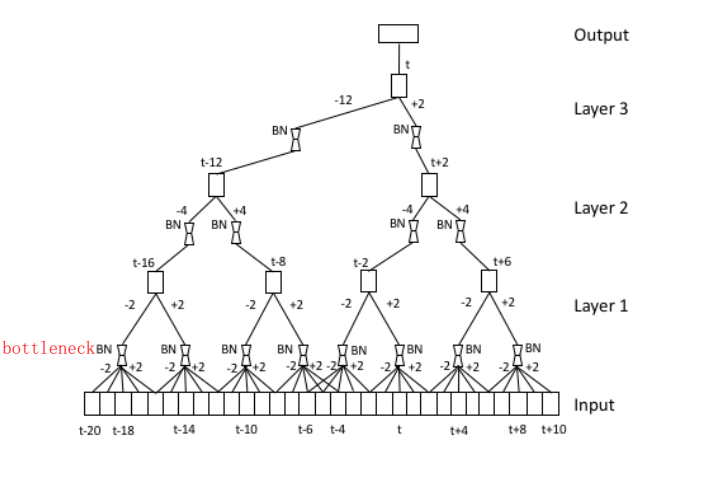 Output
t
-12 +2 Layer 3
BN BN
t-12 t+2
-4 +4 -4 +4 Layer 2
BN BN BN BN
t-16 t-8 t-2 t+6
-2 +2 -2 +2 -2 +2 -2 +2 Layer 1
bottleneck BN BN BN BN BN BN BN BN
-2 +2 -2 +2 -2 +2 -2 +2 -2 +2 -2 +2 -2 +2 -2 +2
Input
t-20 t-18 t-14 t-10 t-6 t-4 t t+4 t+8 t+10